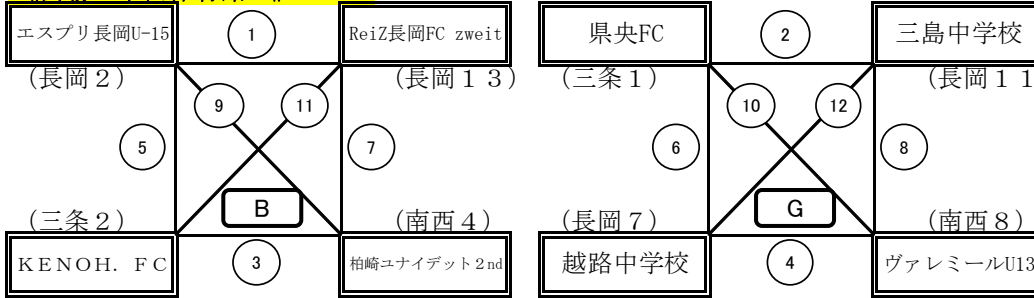 エスプリ長岡U-15 ① ReiZ長岡FC zweit 県央FC ② 三島中学校
(長岡2) (長岡13) (三条1) (長岡11
⑨ ⑪ ⑩ ⑫
⑤ ⑦ ⑥ ⑧
B G
(三条2) (南西4) (長岡7) (南西8)
KENOH. FC ③ 柏崎ユナイデット2nd 越路中学校 ④ ヴァレミールU13